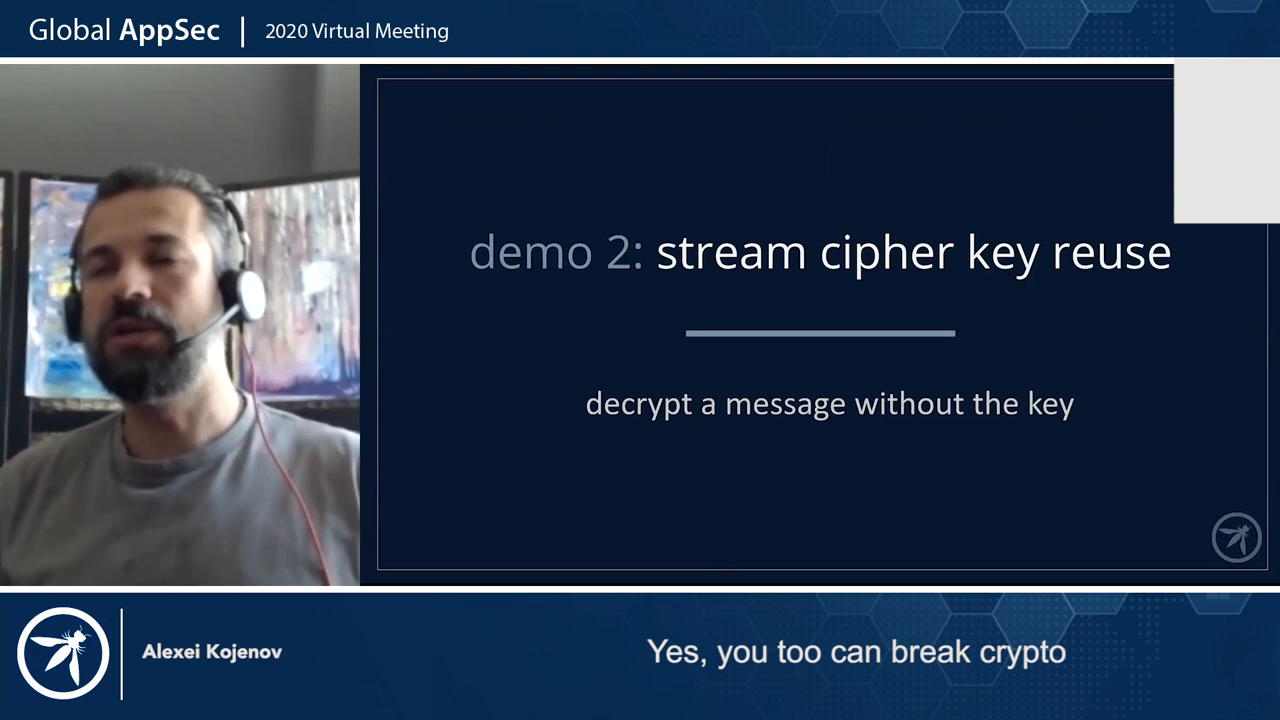 Global AppSec | 2020 Virtual Meeting
demo 2: stream cipher key reuse
decrypt a message without the key
Alexei Kojenov
Yes, you too can break crypto